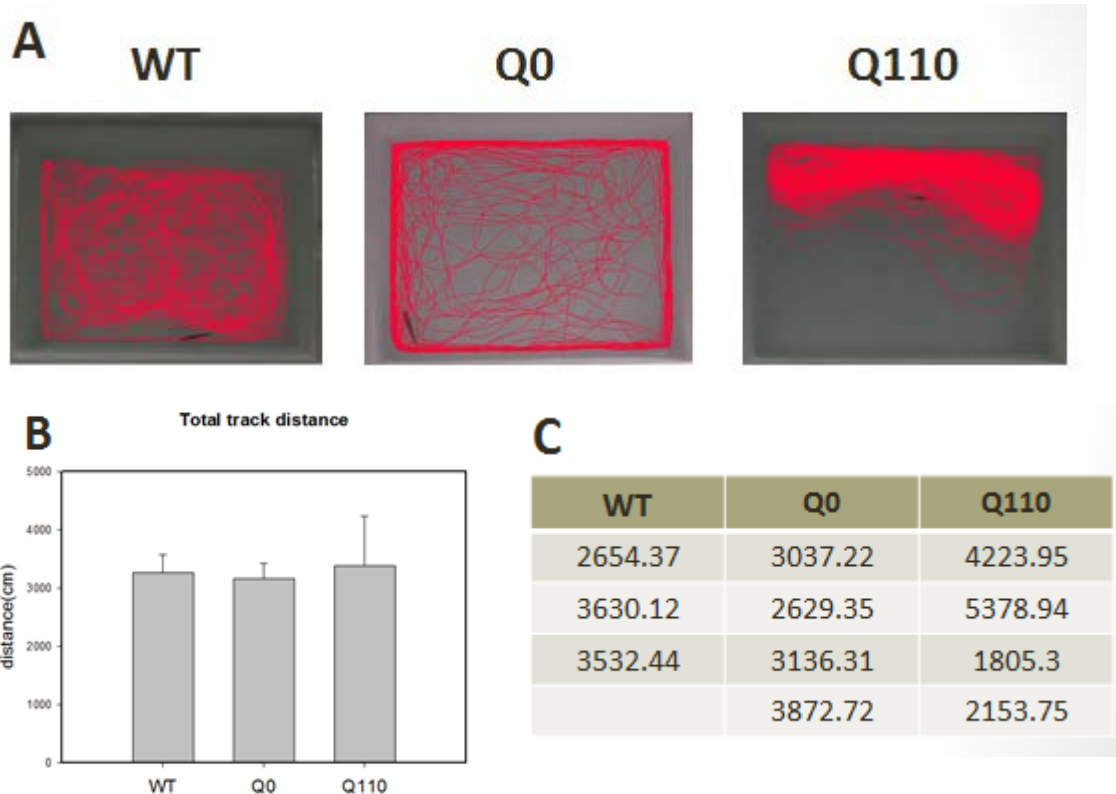 A
WT Q0 Q110
B
Total track distance
5000
4000
3000
2000
1000
0
distance(cm)
WT Q0 Q110
C
WT Q0 Q110
2654.37 3037.22 4223.95
3630.12 2629.35 5378.94
3532.44 3136.31 1805.3
3872.72 2153.75